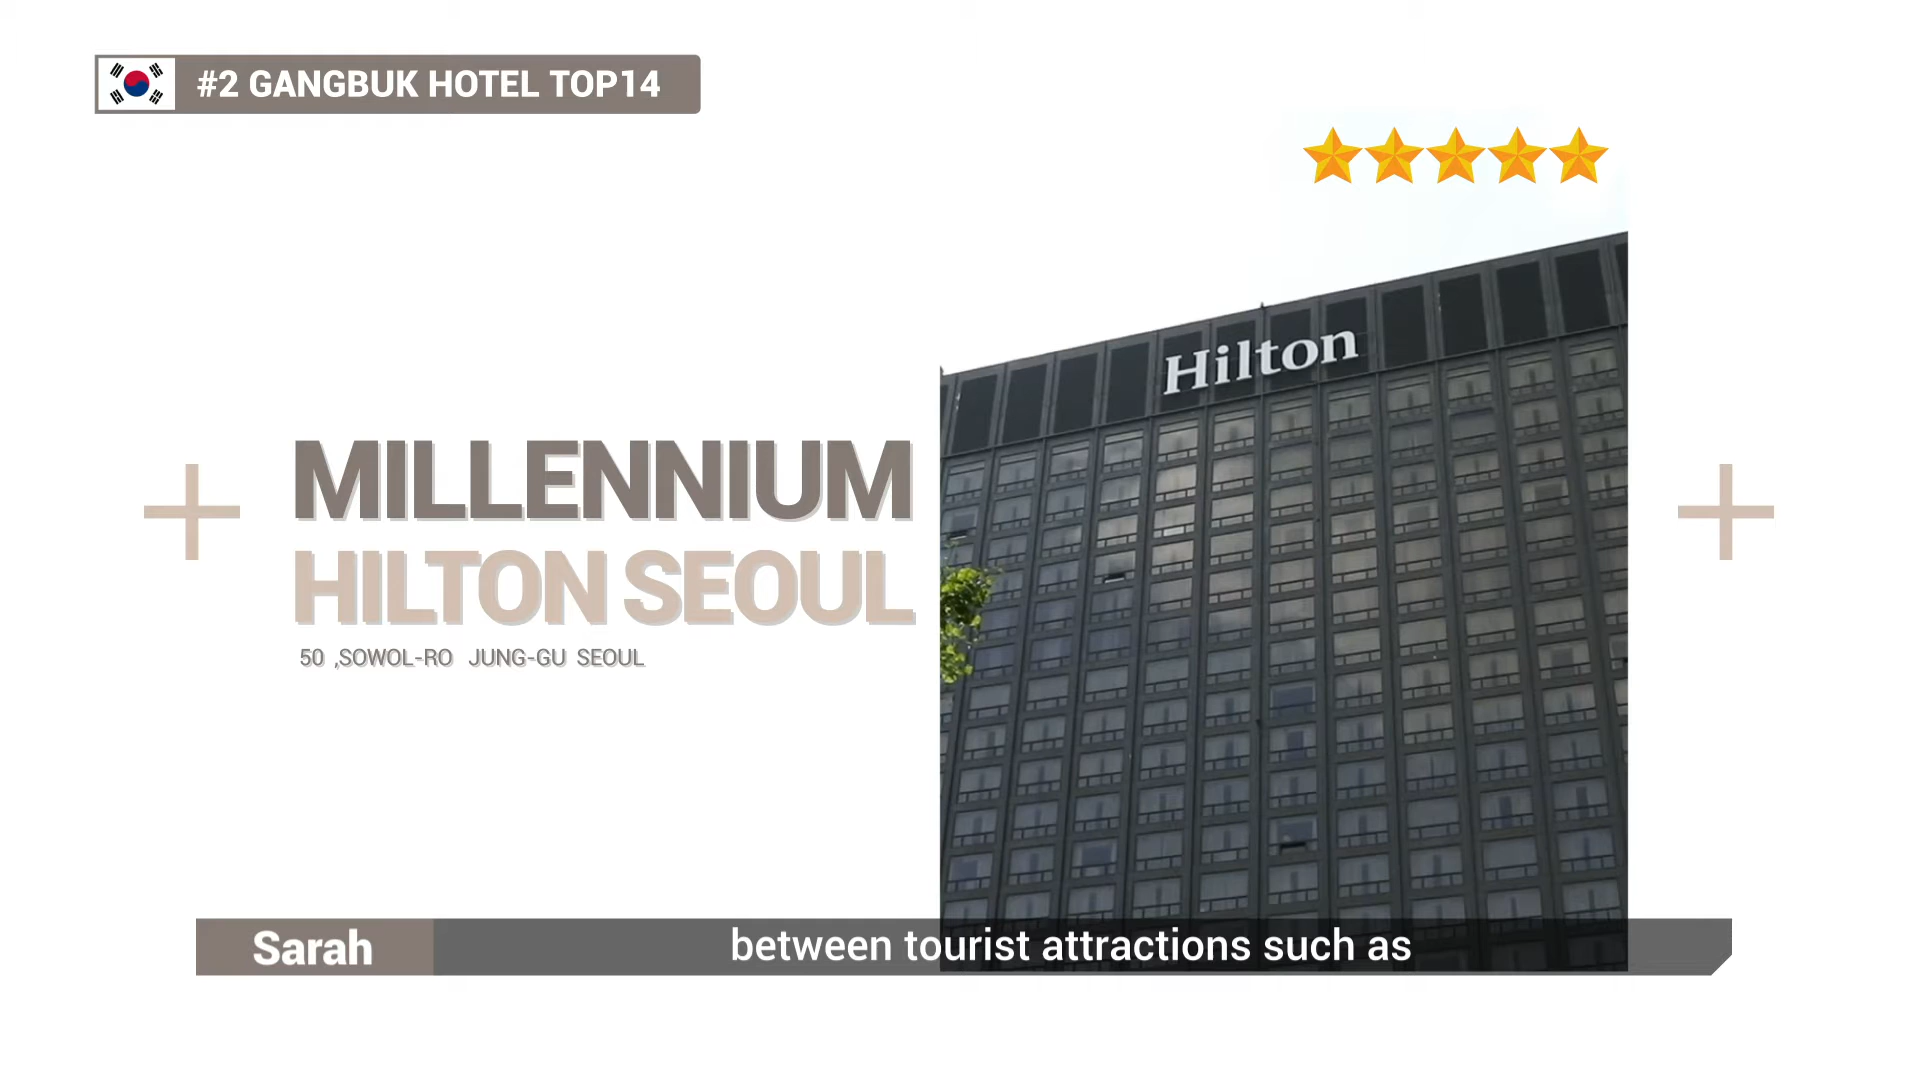 #2 GANGBUK HOTEL TOP14
Hilton
MILLENNIUM
HILTON SEOUL
50 ,SOWOL-RO JUNG-GU SEOUL
Sarah
between tourist attractions such as